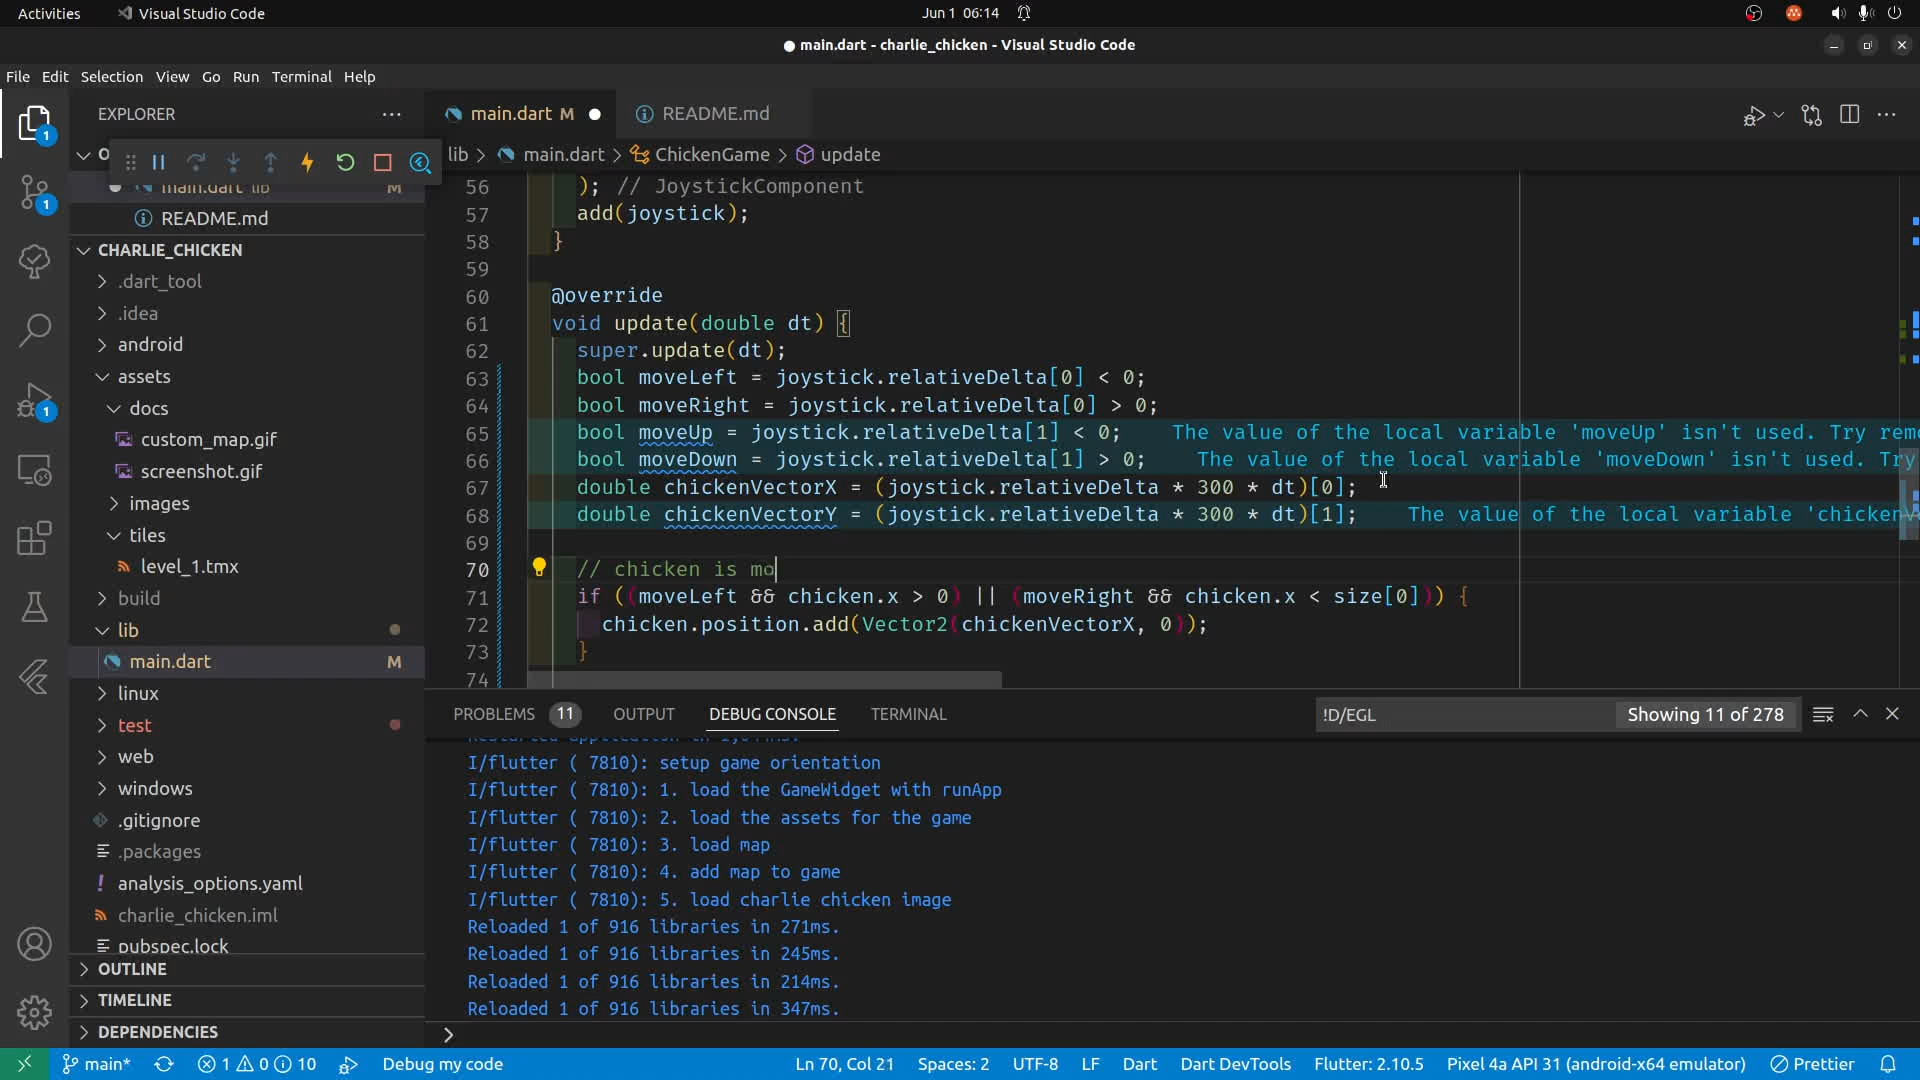 Activities
Visual Studio Code
Jun 1 06:14
● main.dart - charlie_chicken - Visual Studio Code
File Edit Selection View Go Run Terminal Help
EXPLORER
main.dart M
README.md
lib > main.dart > ChickenGame > update
main.dart lib M
README.md
CHARLIE_CHICKEN
.dart_tool
.idea
android
assets
docs
custom_map.gif
screenshot.gif
images
tiles
level_1.tmx
build
lib
main.dart M
linux
test
web
windows
.gitignore
.packages
analysis_options.yaml
charlie_chicken.iml
pubspec.lock
OUTLINE
TIMELINE
DEPENDENCIES
1
1
1
56 ); // JoystickComponent
57 add(joystick);
58 }
59
60 @override
61 void update(double dt) {
62 super.update(dt);
63 bool moveLeft = joystick.relativeDelta[0] < 0;
64 bool moveRight = joystick.relativeDelta[0] > 0;
65 bool moveUp = joystick.relativeDelta[1] < 0; The value of the local variable 'moveUp' isn't used. Try remo
66 bool moveDown = joystick.relativeDelta[1] > 0; The value of the local variable 'moveDown' isn't used. Try
67 double chickenVectorX = (joystick.relativeDelta * 300 * dt)[0];
68 double chickenVectorY = (joystick.relativeDelta * 300 * dt)[1]; The value of the local variable 'chickenV
69
70 // chicken is mo
71 if ((moveLeft && chicken.x > 0) || (moveRight && chicken.x < size[0])) {
72 chicken.position.add(Vector2(chickenVectorX, 0));
73 }
74
PROBLEMS 11 OUTPUT DEBUG CONSOLE TERMINAL
!D/EGL Showing 11 of 278
I/flutter ( 7810): setup game orientation
I/flutter ( 7810): 1. load the GameWidget with runApp
I/flutter ( 7810): 2. load the assets for the game
I/flutter ( 7810): 3. load map
I/flutter ( 7810): 4. add map to game
I/flutter ( 7810): 5. load charlie chicken image
Reloaded 1 of 916 libraries in 271ms.
Reloaded 1 of 916 libraries in 245ms.
Reloaded 1 of 916 libraries in 214ms.
Reloaded 1 of 916 libraries in 347ms.
>
main* 1 0 10 Debug my code Ln 70, Col 21 Spaces: 2 UTF-8 LF Dart Dart DevTools Flutter: 2.10.5 Pixel 4a API 31 (android-x64 emulator) Prettier